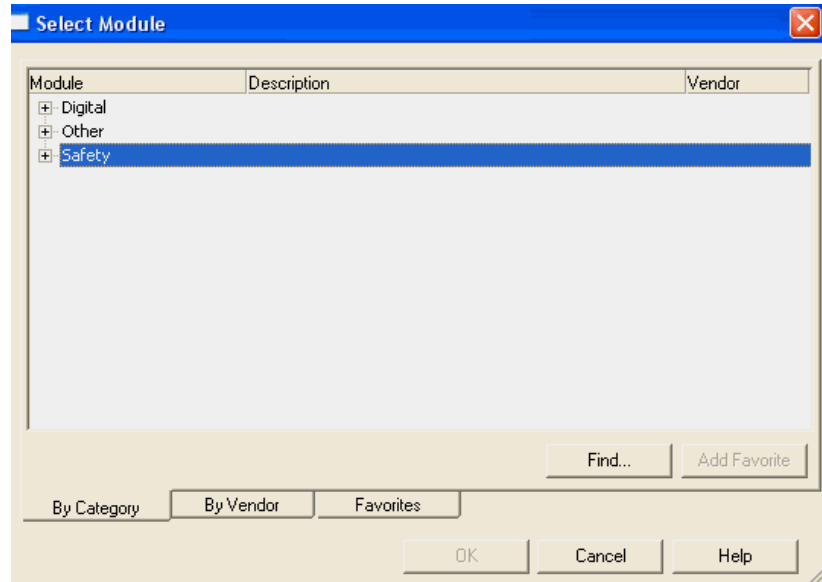 Select Module
Module Description Vendor
Digital
Other
Safety
Find... Add Favorite
By Category By Vendor Favorites
OK Cancel Help